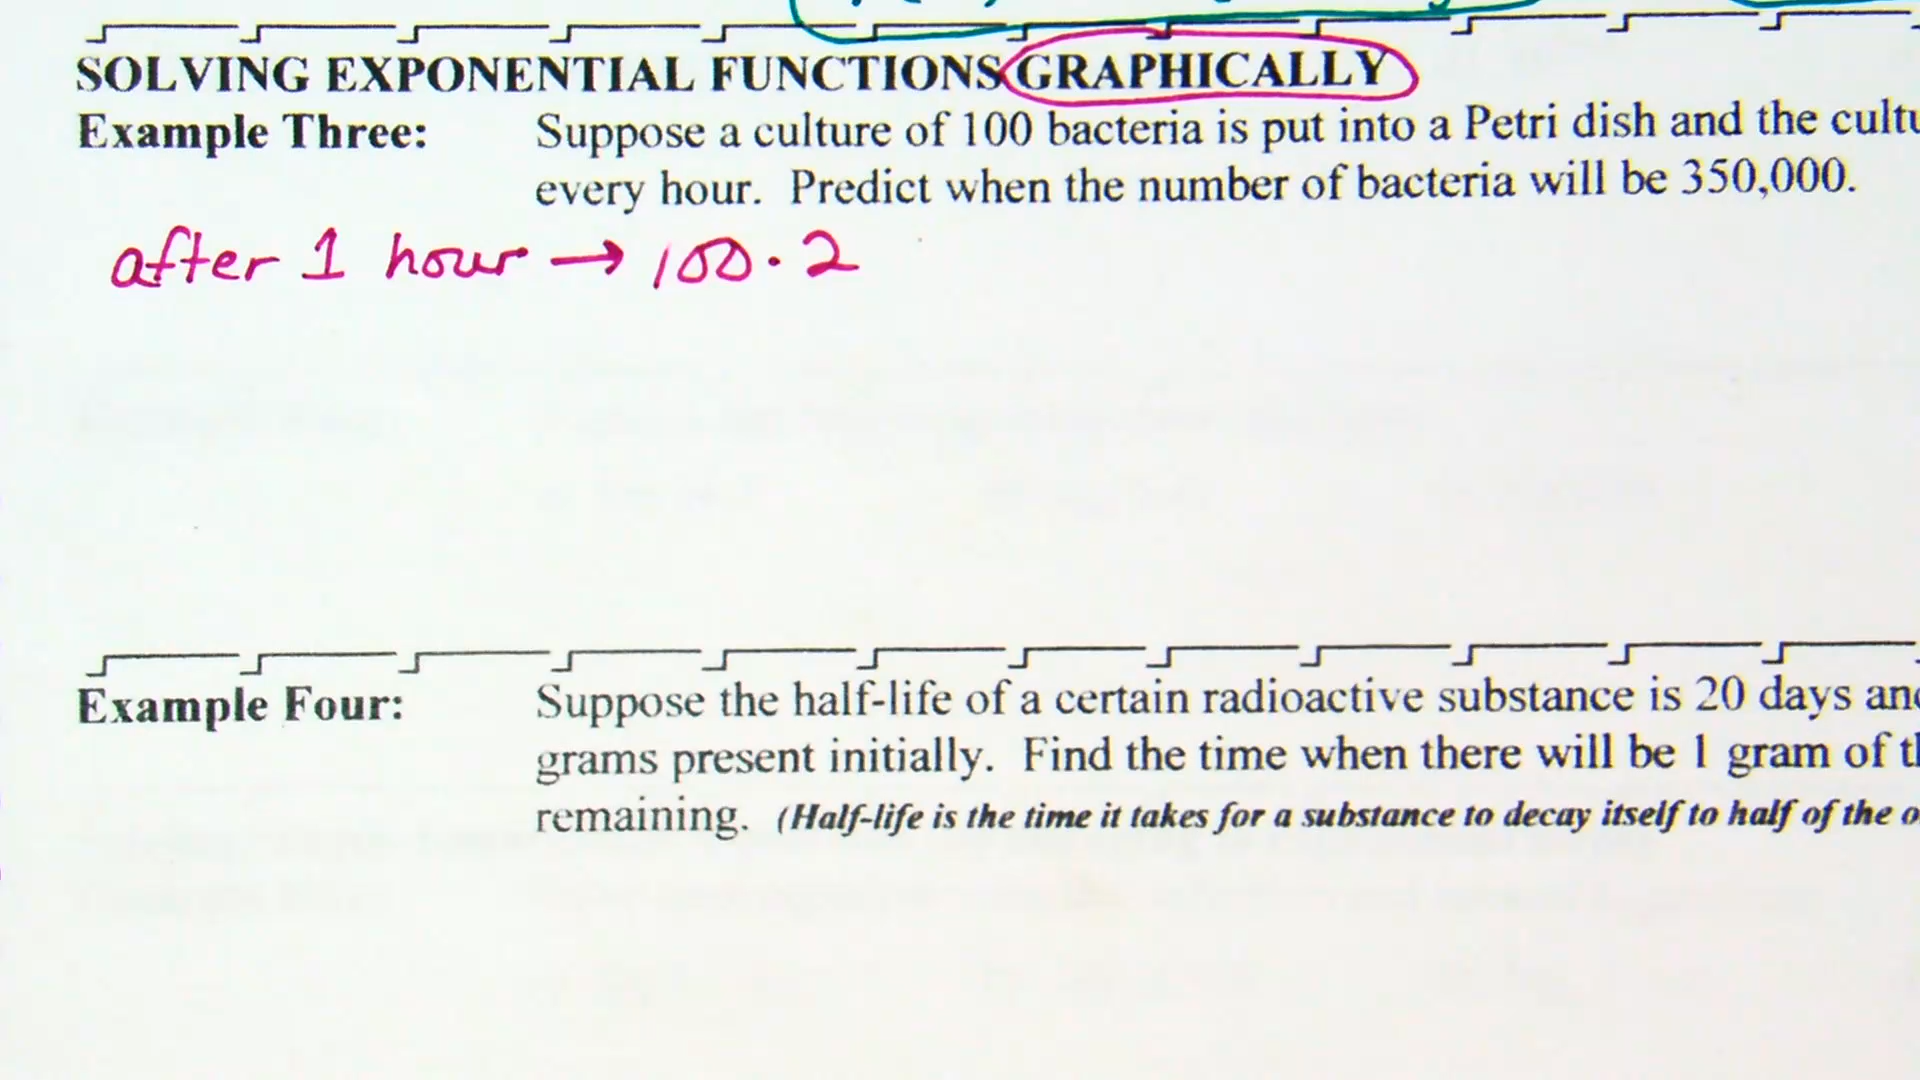 SOLVING EXPONENTIAL FUNCTIONS GRAPHICALLY
Example Three: Suppose a culture of 100 bacteria is put into a Petri dish and the cultu
every hour. Predict when the number of bacteria will be 350,000.
after 1 hour → 100 · 2
Example Four: Suppose the half-life of a certain radioactive substance is 20 days and
grams present initially. Find the time when there will be 1 gram of th
remaining. (Half-life is the time it takes for a substance to decay itself to half of the o